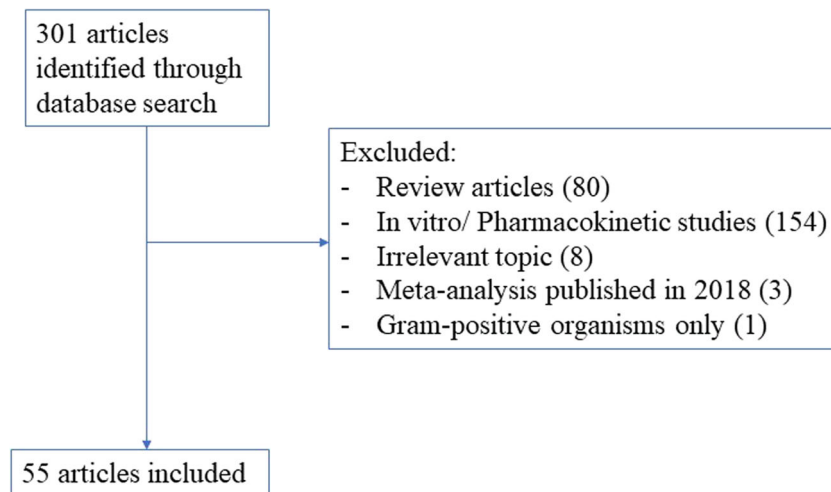 301 articles
identified through
database search
Excluded:
- Review articles (80)
- In vitro/ Pharmacokinetic studies (154)
- Irrelevant topic (8)
- Meta-analysis published in 2018 (3)
- Gram-positive organisms only (1)
55 articles included